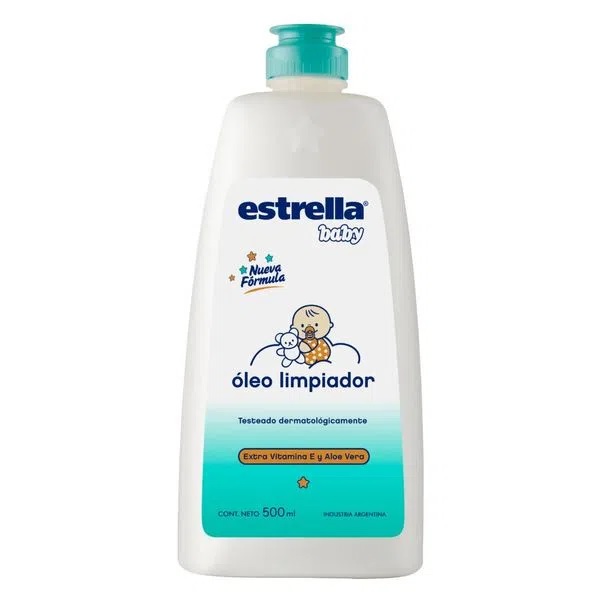 estrella®
baby
Nueva
Fórmula
óleo limpiador
Testeado dermatológicamente
Extra Vitamina E y Aloe Vera
CONT. NETO 500 ml
INDUSTRIA ARGENTINA